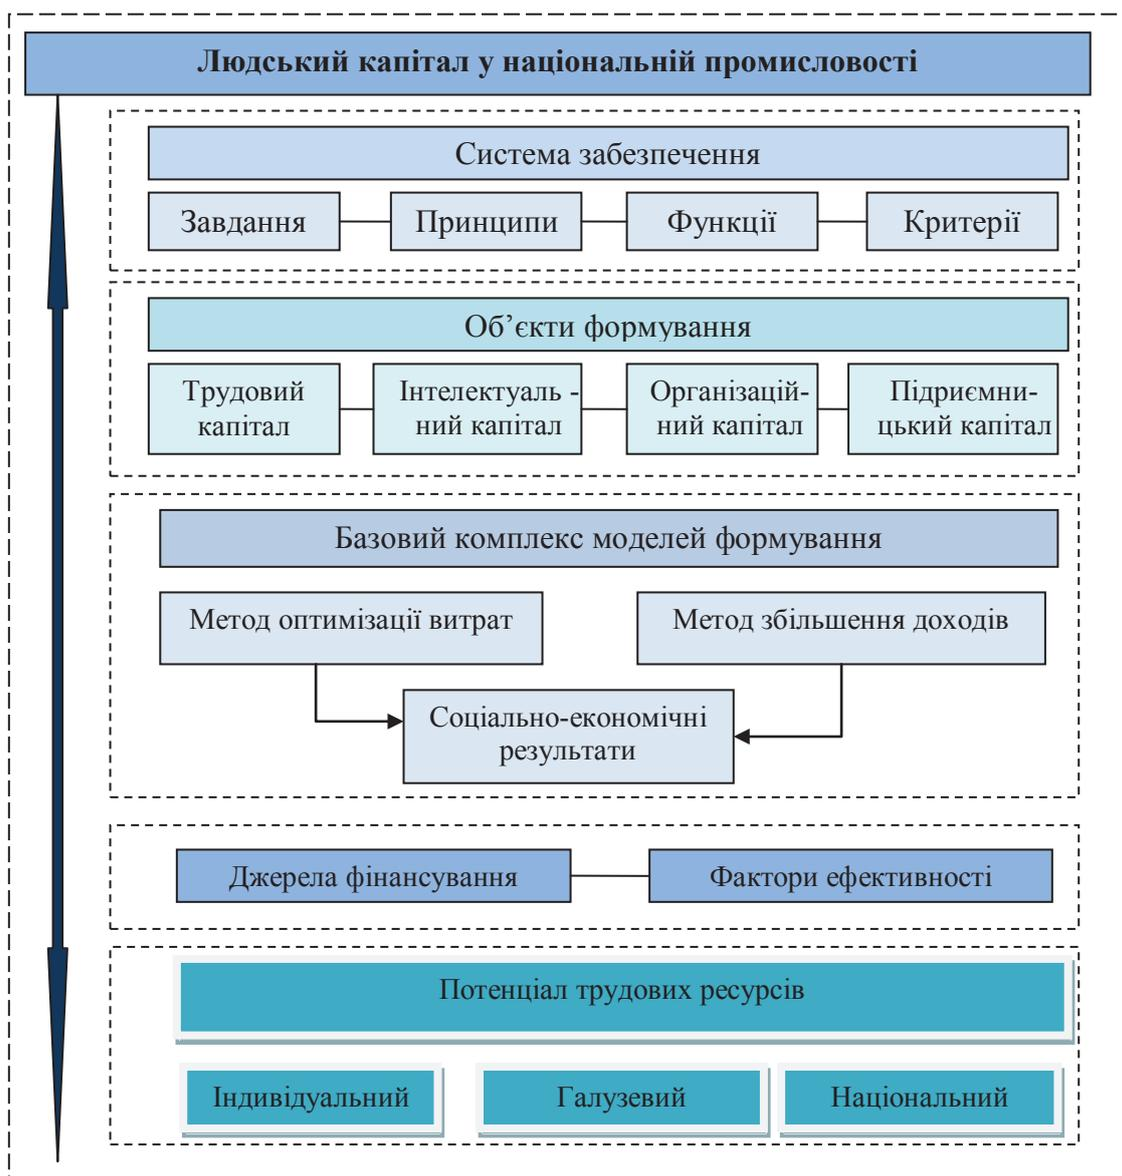 Людський капітал у національній промисловості
Система забезпечення
Завдання
Принципи
Функції
Критерії
Об’єкти формування
Трудовий
капітал
Інтелектуаль -
ний капітал
Організацій-
ний капітал
Підриємни-
цький капітал
Базовий комплекс моделей формування
Метод оптимізації витрат
Метод збільшення доходів
Соціально-економічні
результати
Джерела фінансування
Фактори ефективності
Потенціал трудових ресурсів
Індивідуальний
Галузевий
Національний